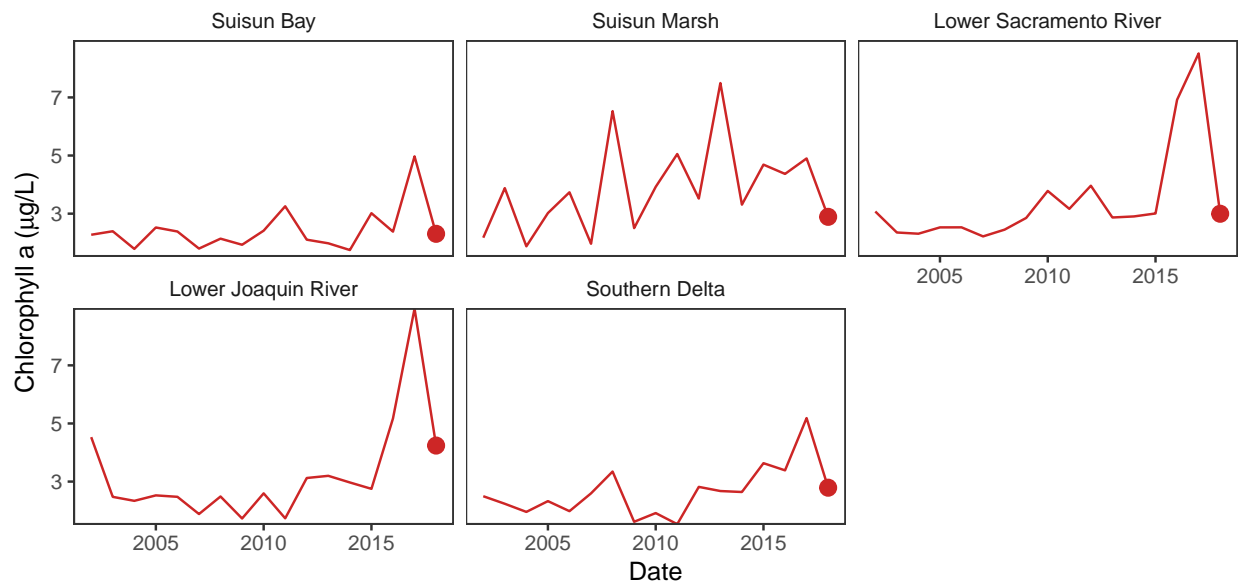 Suisun Bay
Suisun Marsh
Lower Sacramento River
7
5
3
2005 2010 2015
Lower Joaquin River
Southern Delta
7
5
3
2005 2010 2015
2005 2010 2015
Chlorophyll a (μg/L)
Date